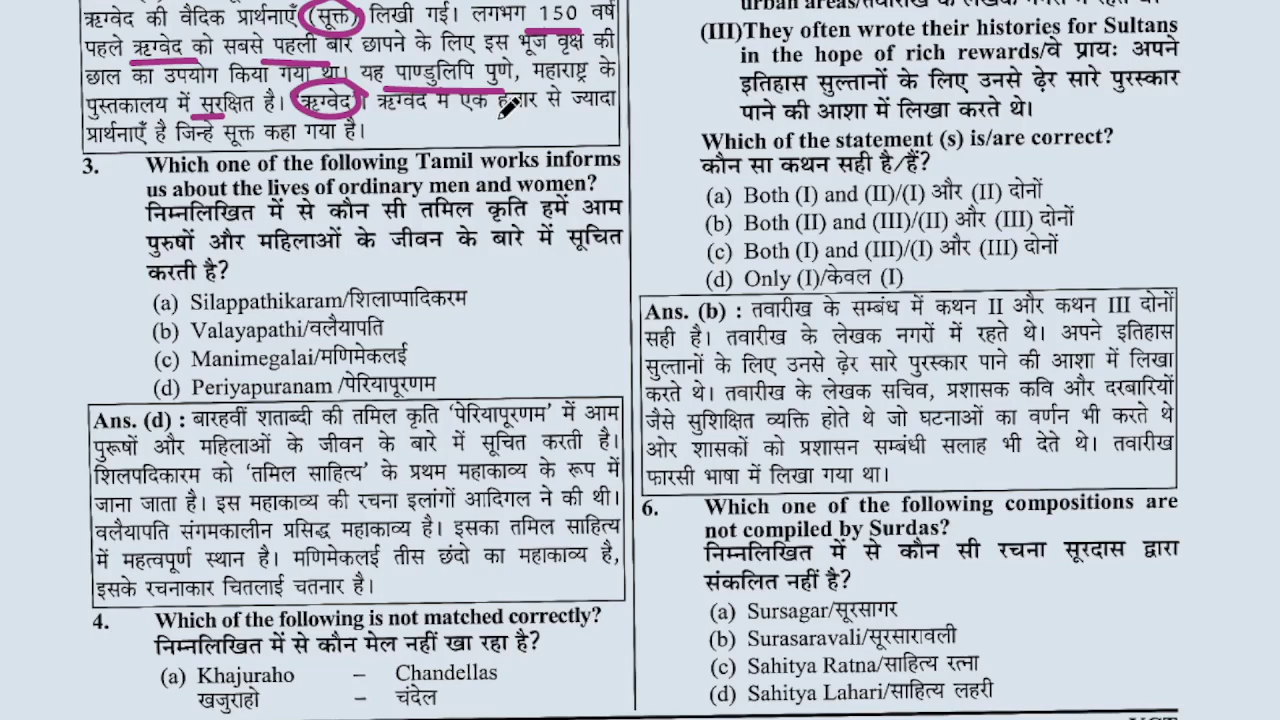 ऋग्वेद की वैदिक प्रार्थनाएँ (सूक्त) लिखी गई। लगभग 150 वर्ष
पहले ऋग्वेद को सबसे पहली बार छापने के लिए इस भूर्ज वृक्ष की
छाल का उपयोग किया गया था। यह पाण्डुलिपि पुणे, महाराष्ट्र के
पुस्तकालय में सुरक्षित है। ऋग्वेद। ऋग्वेद में एक हजार से ज्यादा
प्रार्थनाएँ है जिन्हे सूक्त कहा गया है।
3. Which one of the following Tamil works informs
us about the lives of ordinary men and women?
निम्नलिखित में से कौन सी तमिल कृति हमें आम
पुरुषों और महिलाओं के जीवन के बारे में सूचित
करती है?
(a) Silappathikaram/शिलाप्पादिकरम
(b) Valayapathi/वलैयापति
(c) Manimegalai/मणिमेकलई
(d) Periyapuranam /पेरियापूरणम
Ans. (d) : बारहवीं शताब्दी की तमिल कृति 'पेरियापूरणम' में आम
पुरूषों और महिलाओं के जीवन के बारे में सूचित करती है।
शिलपदिकारम को 'तमिल साहित्य' के प्रथम महाकाव्य के रूप में
जाना जाता है। इस महाकाव्य की रचना इलांगों आदिगल ने की थी।
वलैयापति संगमकालीन प्रसिद्ध महाकाव्य है। इसका तमिल साहित्य
में महत्वपूर्ण स्थान है। मणिमेकलई तीस छंदो का महाकाव्य है,
इसके रचनाकार चितलाई चतनार है।
4. Which of the following is not matched correctly?
निम्नलिखित में से कौन मेल नहीं खा रहा है?
(a) Khajuraho – Chandellas
खजुराहो – चंदेल
(III)They often wrote their histories for Sultans
in the hope of rich rewards/वे प्रायः अपने
इतिहास सुल्तानों के लिए उनसे ढ़ेर सारे पुरस्कार
पाने की आशा में लिखा करते थे।
Which of the statement (s) is/are correct?
कौन सा कथन सही है/हैं?
(a) Both (I) and (II)/(I) और (II) दोनों
(b) Both (II) and (III)/(II) और (III) दोनों
(c) Both (I) and (III)/(I) और (III) दोनों
(d) Only (I)/केवल (I)
Ans. (b) : तवारीख के सम्बंध में कथन II और कथन III दोनों
सही है। तवारीख के लेखक नगरों में रहते थे। अपने इतिहास
सुल्तानों के लिए उनसे ढ़ेर सारे पुरस्कार पाने की आशा में लिखा
करते थे। तवारीख के लेखक सचिव, प्रशासक कवि और दरबारियों
जैसे सुशिक्षित व्यक्ति होते थे जो घटनाओं का वर्णन भी करते थे
ओर शासकों को प्रशासन सम्बंधी सलाह भी देते थे। तवारीख
फारसी भाषा में लिखा गया था।
6. Which one of the following compositions are
not compiled by Surdas?
निम्नलिखित में से कौन सी रचना सूरदास द्वारा
संकलित नहीं है?
(a) Sursagar/सूरसागर
(b) Surasaravali/सूरसारावली
(c) Sahitya Ratna/साहित्य रत्ना
(d) Sahitya Lahari/साहित्य लहरी